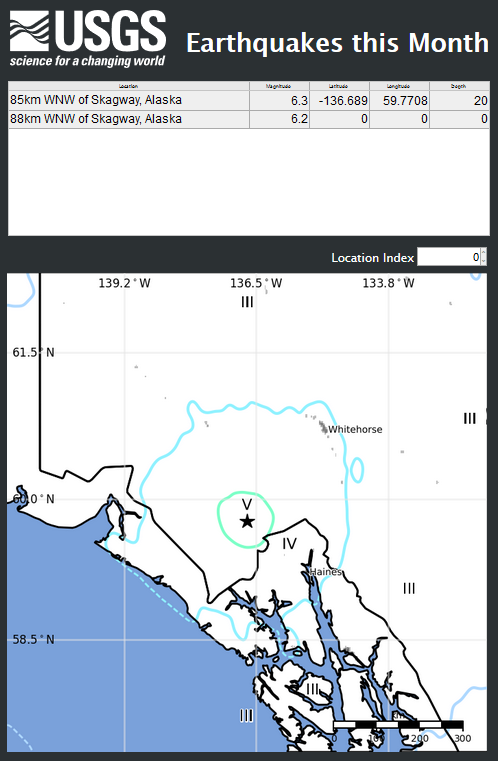 USGS
science for a changing world
Earthquakes this Month
Location Magnitude Latitude Longitude Depth
85km WNW of Skagway, Alaska 6.3 -136.689 59.7708 20
88km WNW of Skagway, Alaska 6.2 0 0 0
Location Index 0
139.2°W 136.5°W 133.8°W
III
61.5°N
III
Whitehorse
60.0°N
V
IV
Haines
III
58.5°N
III
III
km
0 100 200 300